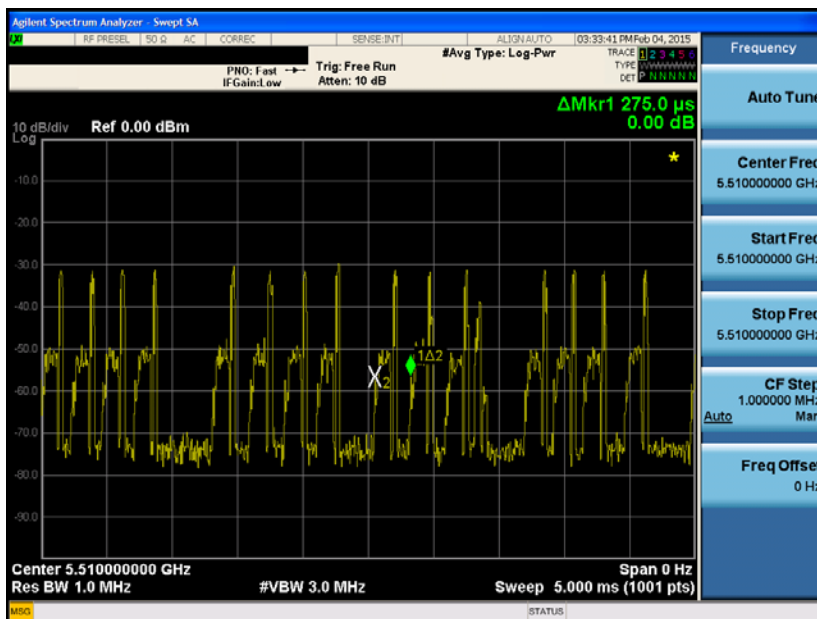 Agilent Spectrum Analyzer - Swept SA
LXI RF PRESEL 50 Ω AC CORREC SENSE:INT ALIGN AUTO 03:33:41 PM Feb 04, 2015
#Avg Type: Log-Pwr
TRACE 1 2 3 4 5 6
TYPE
DET P N N N N N
PNO: Fast
IFGain:Low
Trig: Free Run
Atten: 10 dB
ΔMkr1 275.0 µs
0.00 dB
10 dB/div Ref 0.00 dBm
Log
-10.0
-20.0
-30.0
-40.0
-50.0
-60.0
-70.0
-80.0
-90.0
1Δ2
X2
Center 5.510000000 GHz
Span 0 Hz
Res BW 1.0 MHz #VBW 3.0 MHz Sweep 5.000 ms (1001 pts)
MSG STATUS
Frequency
Auto Tune
Center Freq
5.510000000 GHz
Start Freq
5.510000000 GHz
Stop Freq
5.510000000 GHz
CF Step
1.000000 MHz
Auto Man
Freq Offset
0 Hz